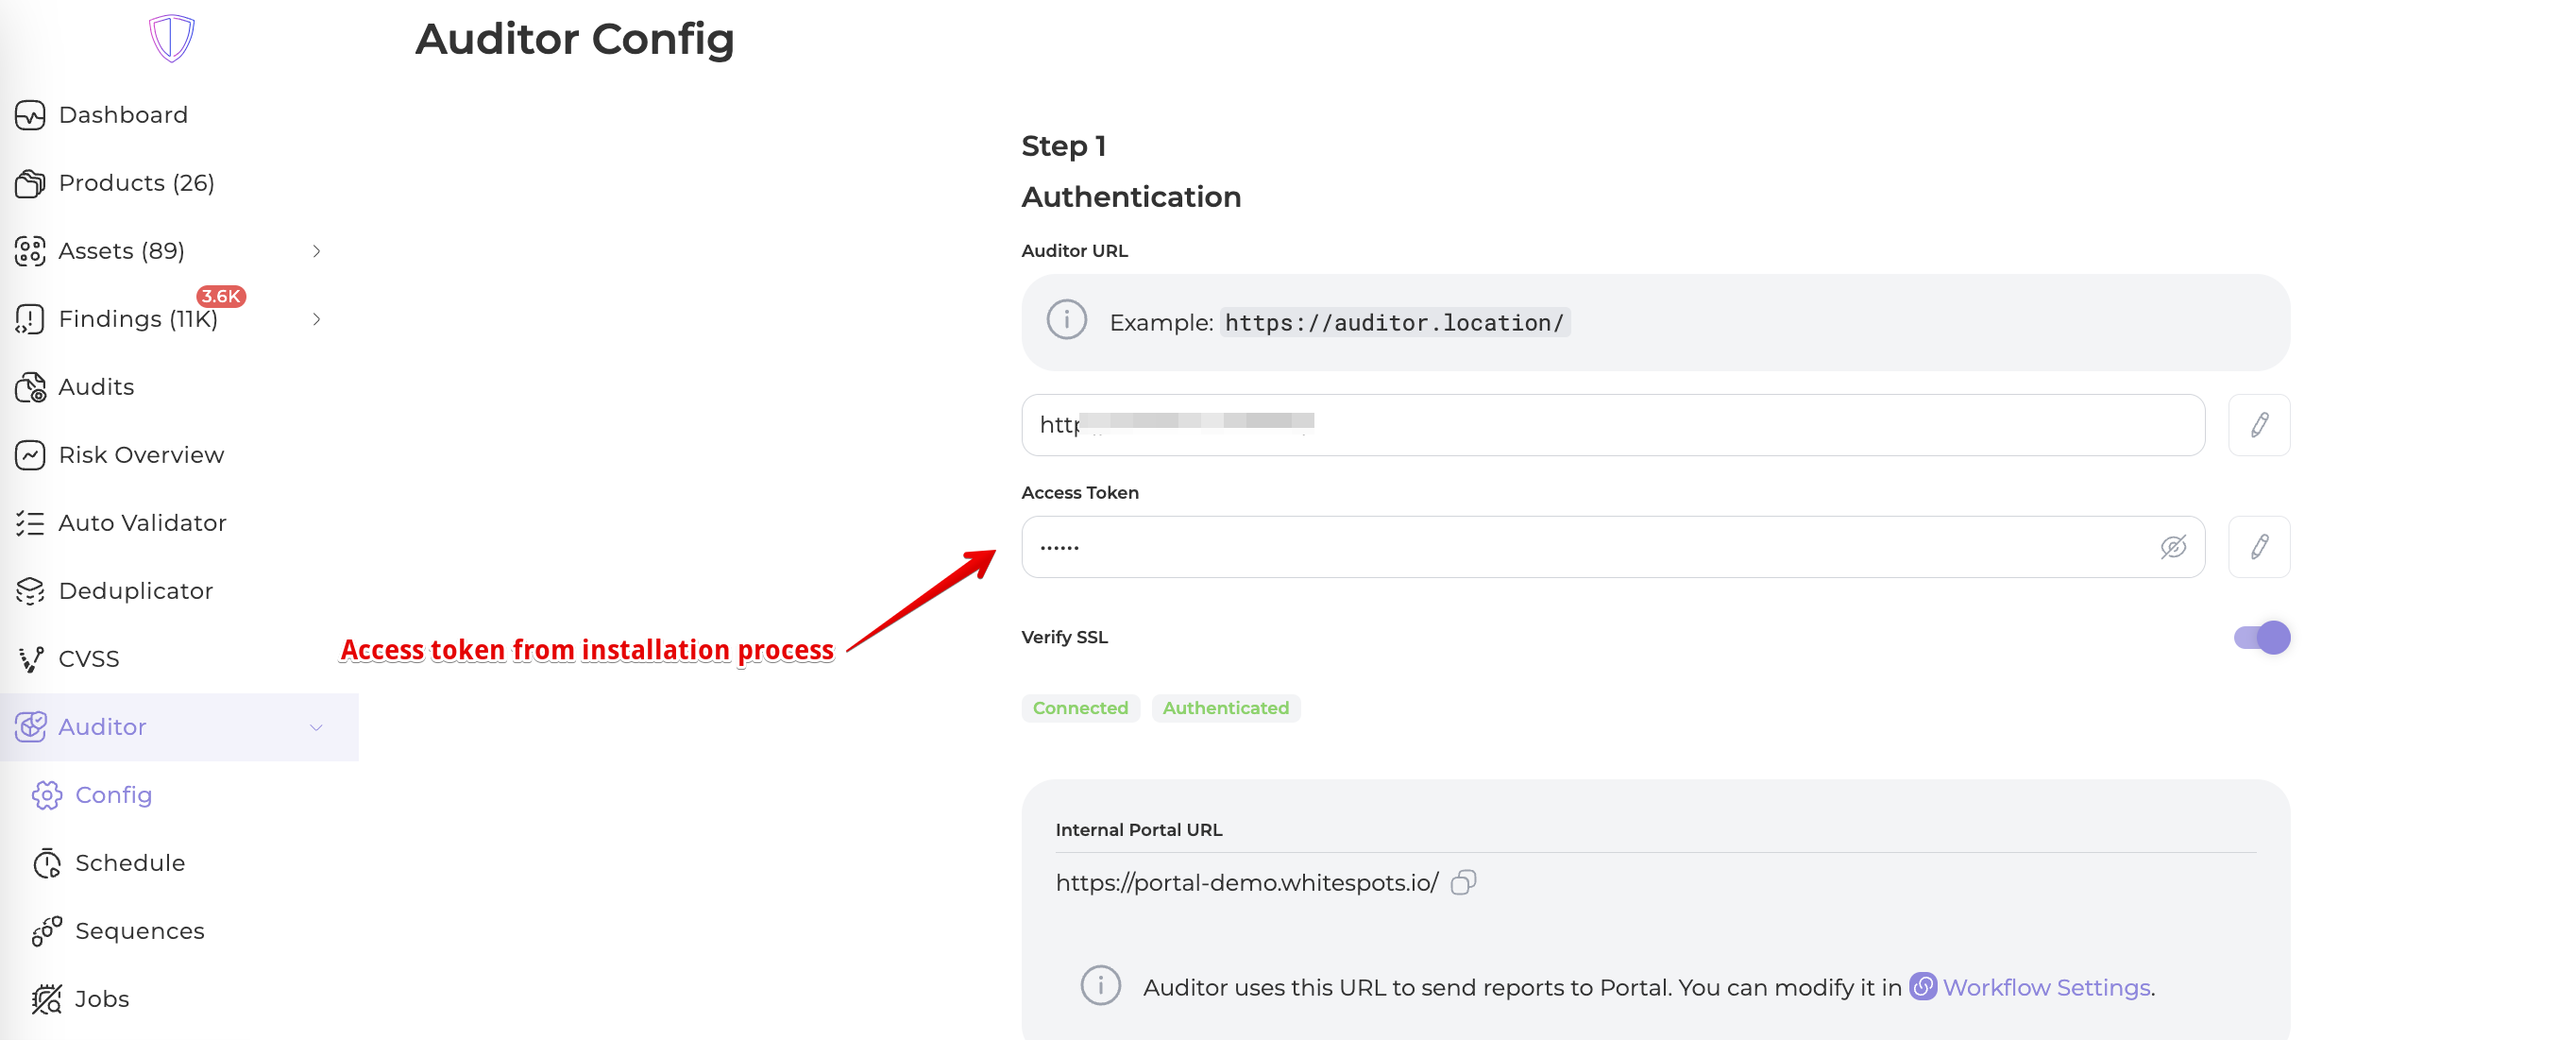 Auditor Config
Dashboard
Products (26)
Assets (89)
3.6K
Findings (11K)
Audits
Risk Overview
Auto Validator
Deduplicator
CVSS
Auditor
Config
Schedule
Sequences
Jobs
Step 1
Authentication
Auditor URL
Example: https://auditor.location/
http
Access Token
••••••
Access token from installation process
Verify SSL
Connected Authenticated
Internal Portal URL
https://portal-demo.whitespots.io/
Auditor uses this URL to send reports to Portal. You can modify it in Workflow Settings.